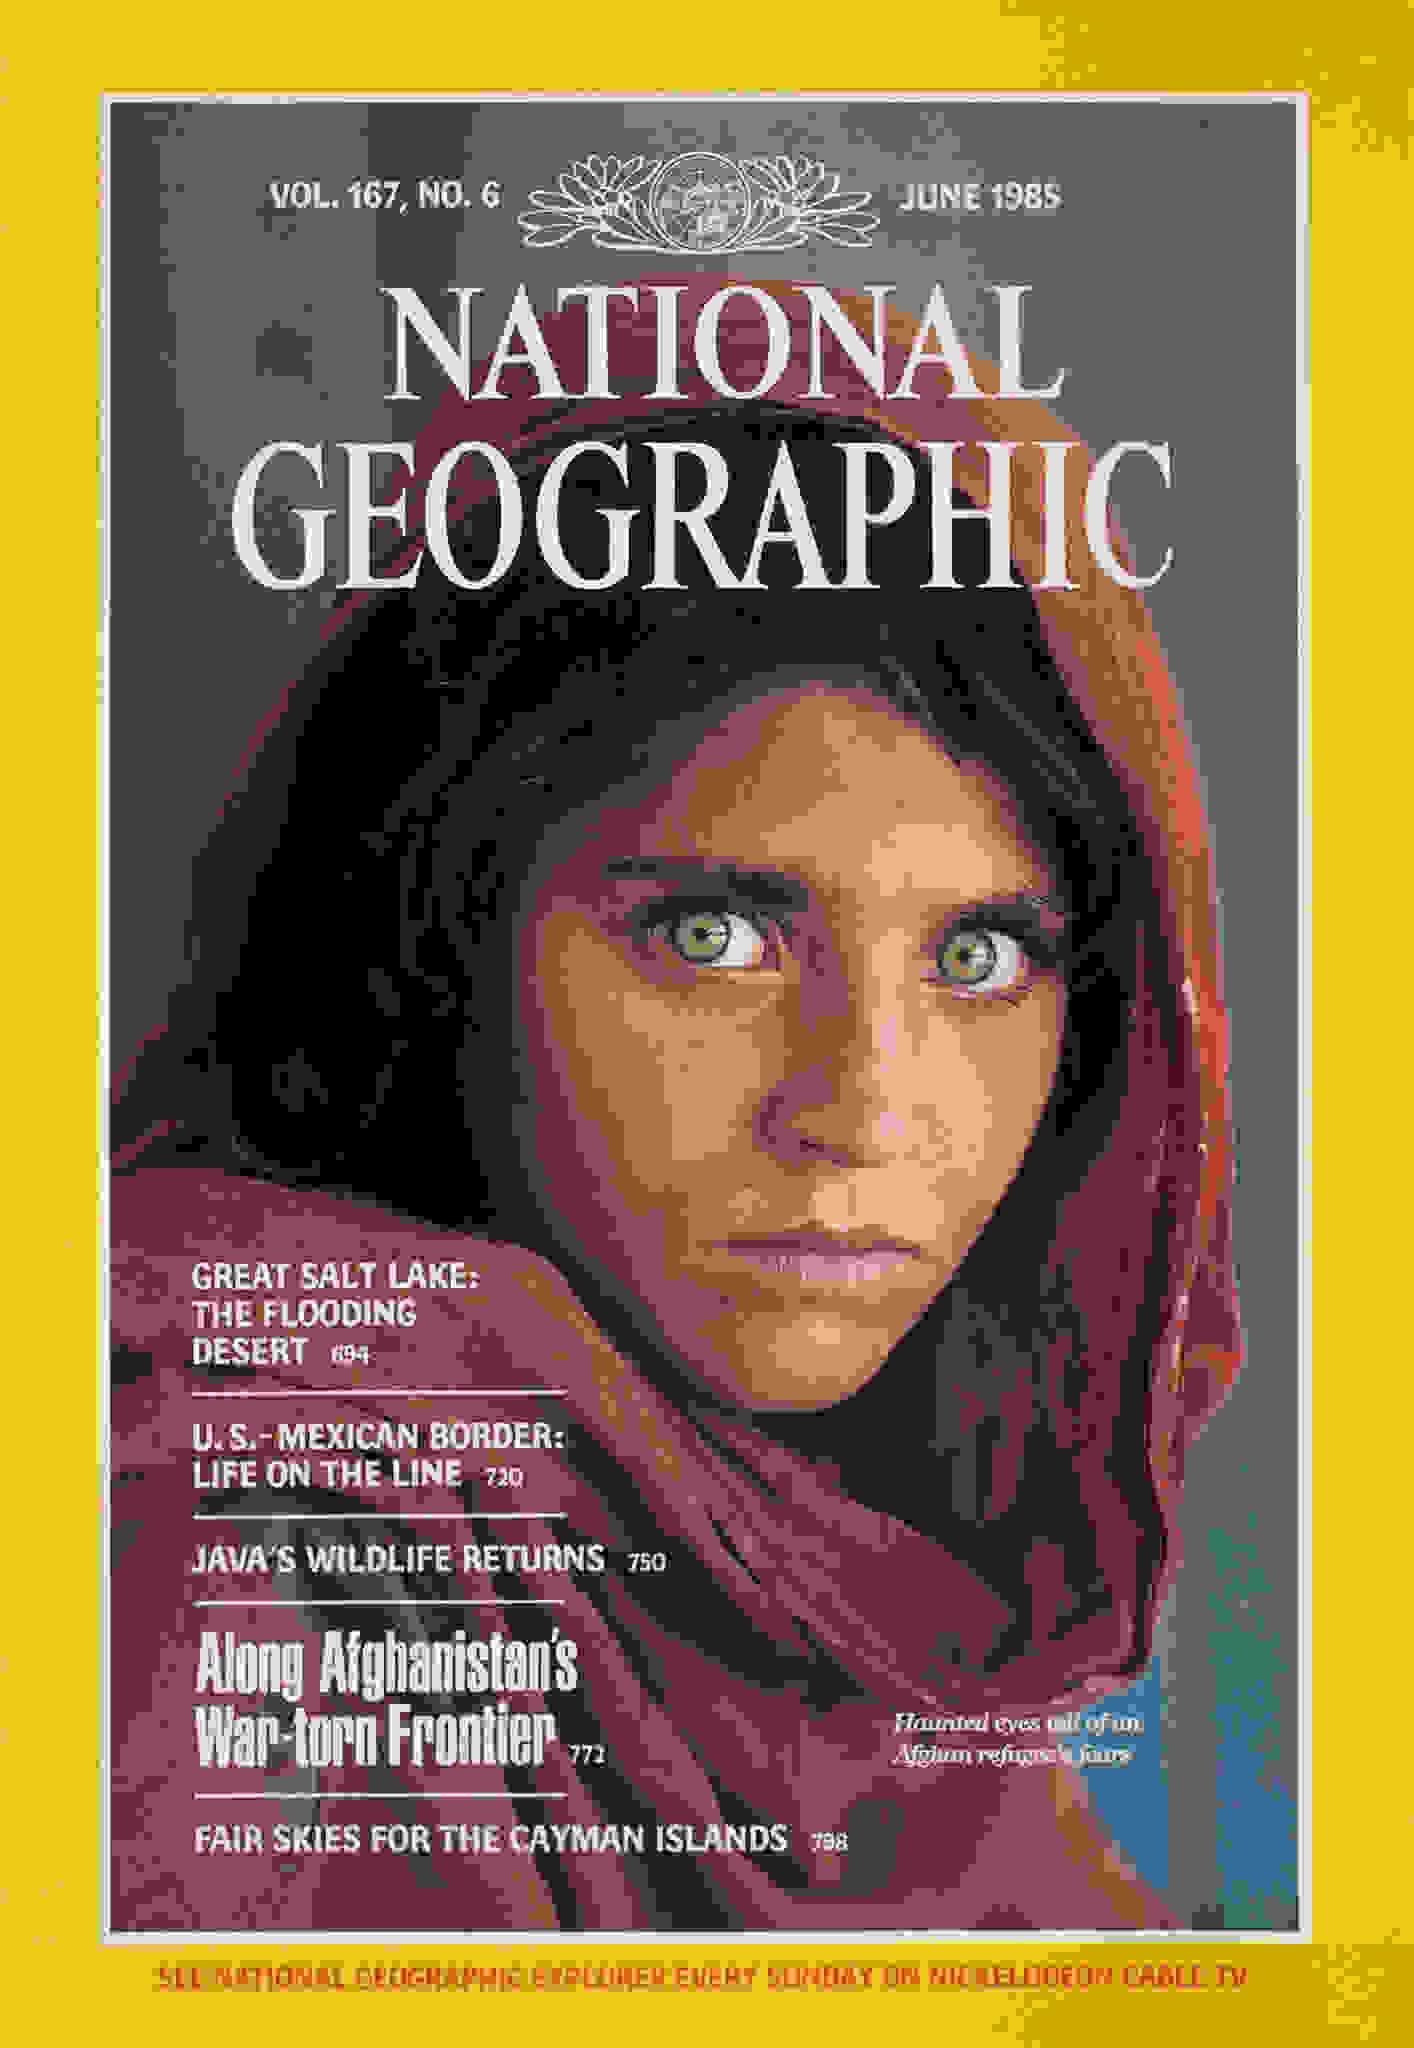 VOL. 167, NO. 6
JUNE 1985
NATIONAL
GEOGRAPHIC
GREAT SALT LAKE:
THE FLOODING
DESERT 694
U.S.-MEXICAN BORDER:
LIFE ON THE LINE 720
JAVA'S WILDLIFE RETURNS 750
Along Afghanistan's
War-torn Frontier 772
Haunted eyes tell of an
Afghan refugee's fears
FAIR SKIES FOR THE CAYMAN ISLANDS 798
SEE NATIONAL GEOGRAPHIC EXPLORER EVERY SUNDAY ON NICKELODEON CABLE TV